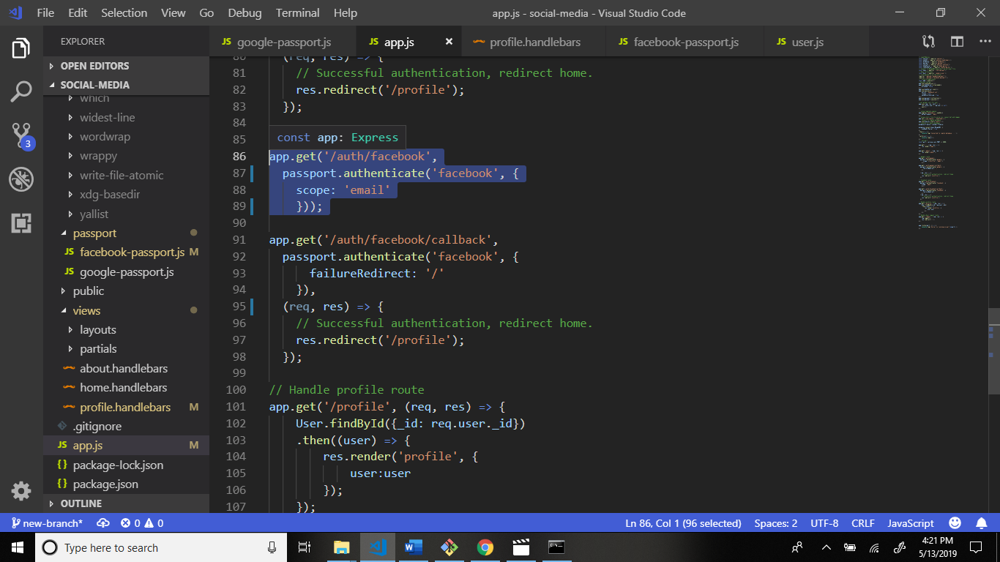 File Edit Selection View Go Debug Terminal Help
app.js - social-media - Visual Studio Code
EXPLORER
JS google-passport.js
JS app.js
profile.handlebars
JS facebook-passport.js
JS user.js
OPEN EDITORS
SOCIAL-MEDIA
which
widest-line
wordwrap
wrappy
write-file-atomic
xdg-basedir
yallist
passport
JS facebook-passport.js M
JS google-passport.js
public
views
layouts
partials
about.handlebars
home.handlebars
profile.handlebars M
.gitignore
JS app.js M
{} package-lock.json
{} package.json
OUTLINE
3
80 (req, res) => {
81 // Successful authentication, redirect home.
82 res.redirect('/profile');
83 });
84
85
const app: Express
86 app.get('/auth/facebook',
87 passport.authenticate('facebook', {
88 scope: 'email'
89 }));
90
91 app.get('/auth/facebook/callback',
92 passport.authenticate('facebook', {
93 failureRedirect: '/'
94 }),
95 (req, res) => {
96 // Successful authentication, redirect home.
97 res.redirect('/profile');
98 });
99
100 // Handle profile route
101 app.get('/profile', (req, res) => {
102 User.findById({_id: req.user._id})
103 .then((user) => {
104 res.render('profile', {
105 user:user
106 });
107 });
new-branch* 0 0
Ln 86, Col 1 (96 selected) Spaces: 2 UTF-8 CRLF JavaScript
Type here to search
4:21 PM
5/13/2019